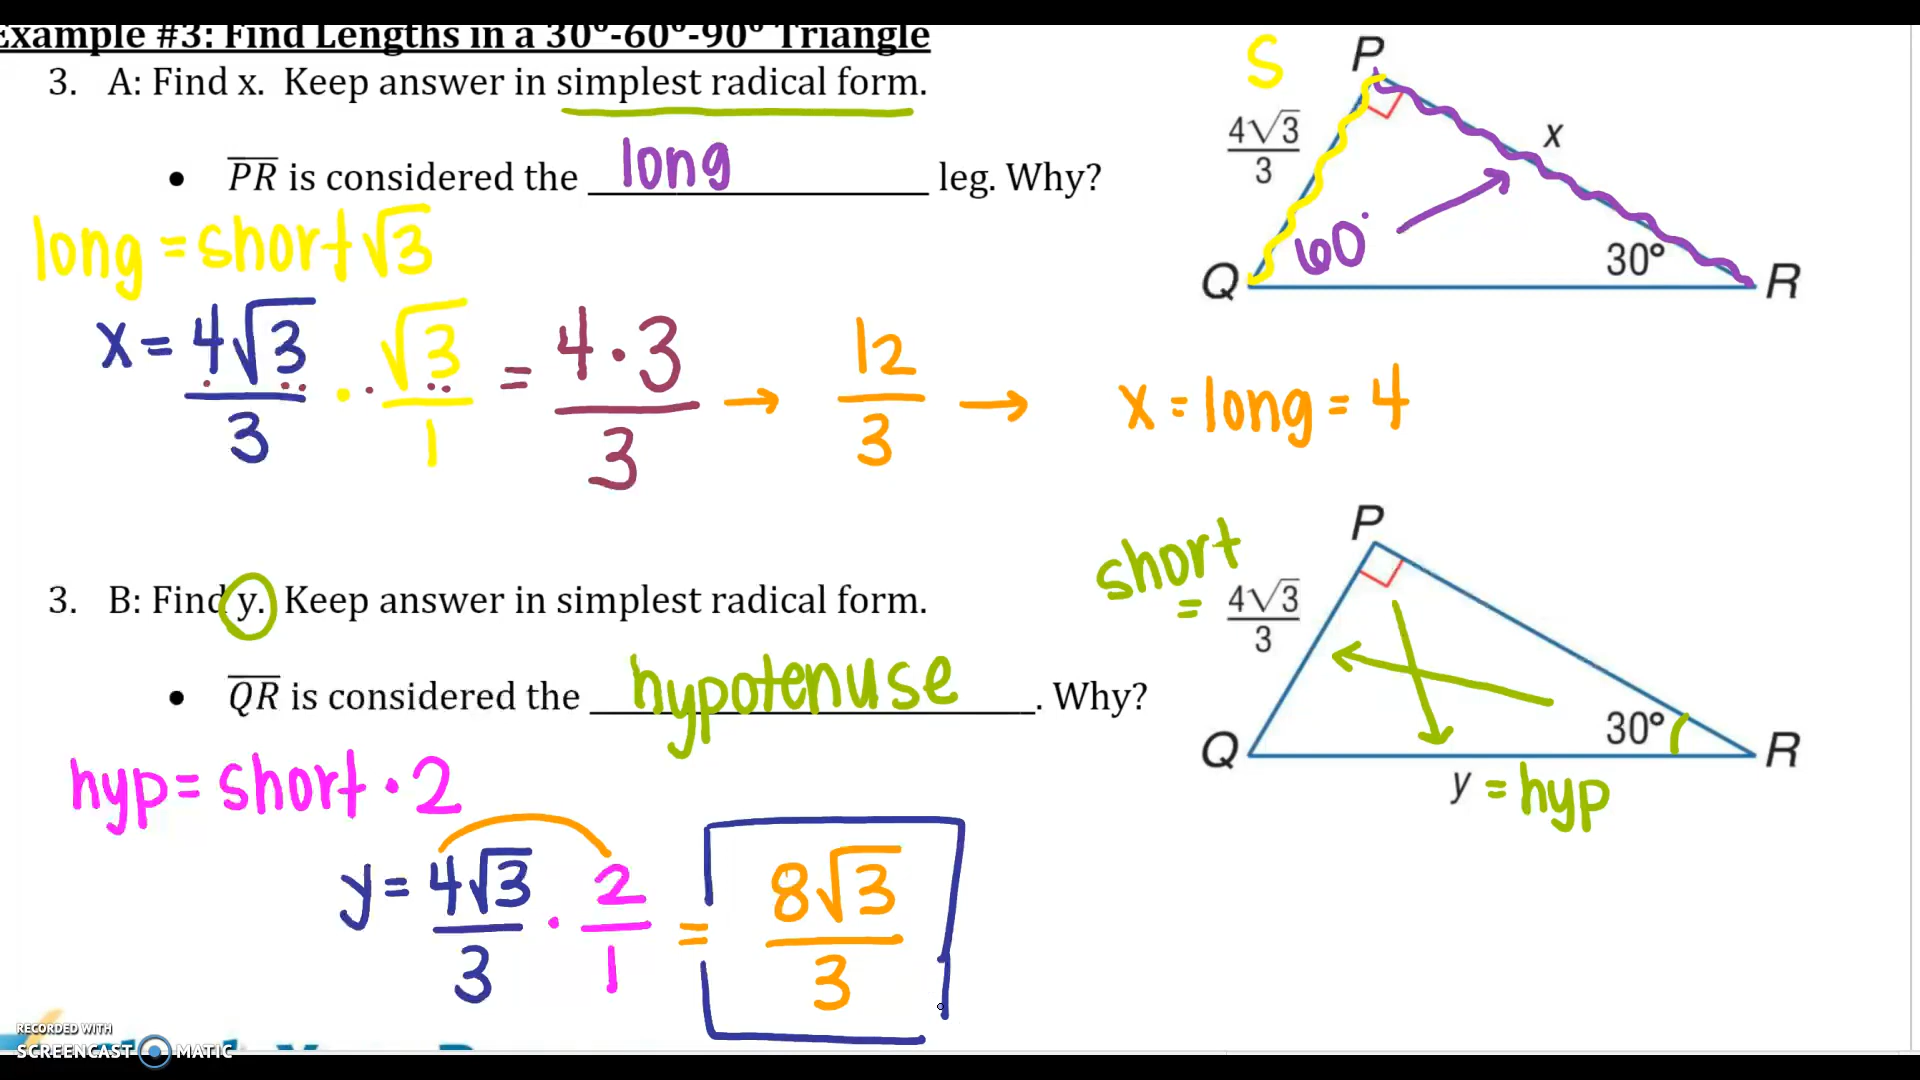 Example #3: Find Lengths in a 30°-60°-90° Triangle
3. A: Find x. Keep answer in simplest radical form.
• PR is considered the long leg. Why?
long = short √3
x = 4√3/3 · √3/1 = 4·3/3 → 12/3 → x = long = 4
S
P
4√3/3
x
60°
30°
Q
R
3. B: Find y. Keep answer in simplest radical form.
• QR is considered the hypotenuse. Why?
hyp = short · 2
y = 4√3/3 · 2/1 = 8√3/3
P
short = 4√3/3
30°
Q
R
y = hyp
RECORDED WITH
SCREENCAST MATIC